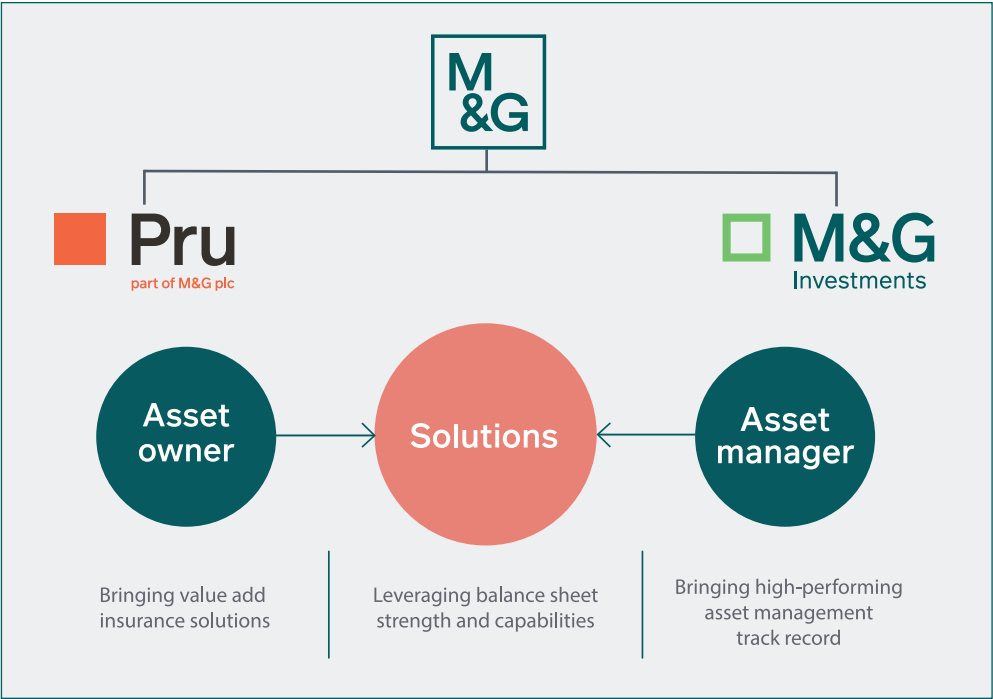 M
&G
Pru
part of M&G plc
M&G
Investments
Asset
owner
Solutions
Asset
manager
Bringing value add
insurance solutions
Leveraging balance sheet
strength and capabilities
Bringing high-performing
asset management
track record